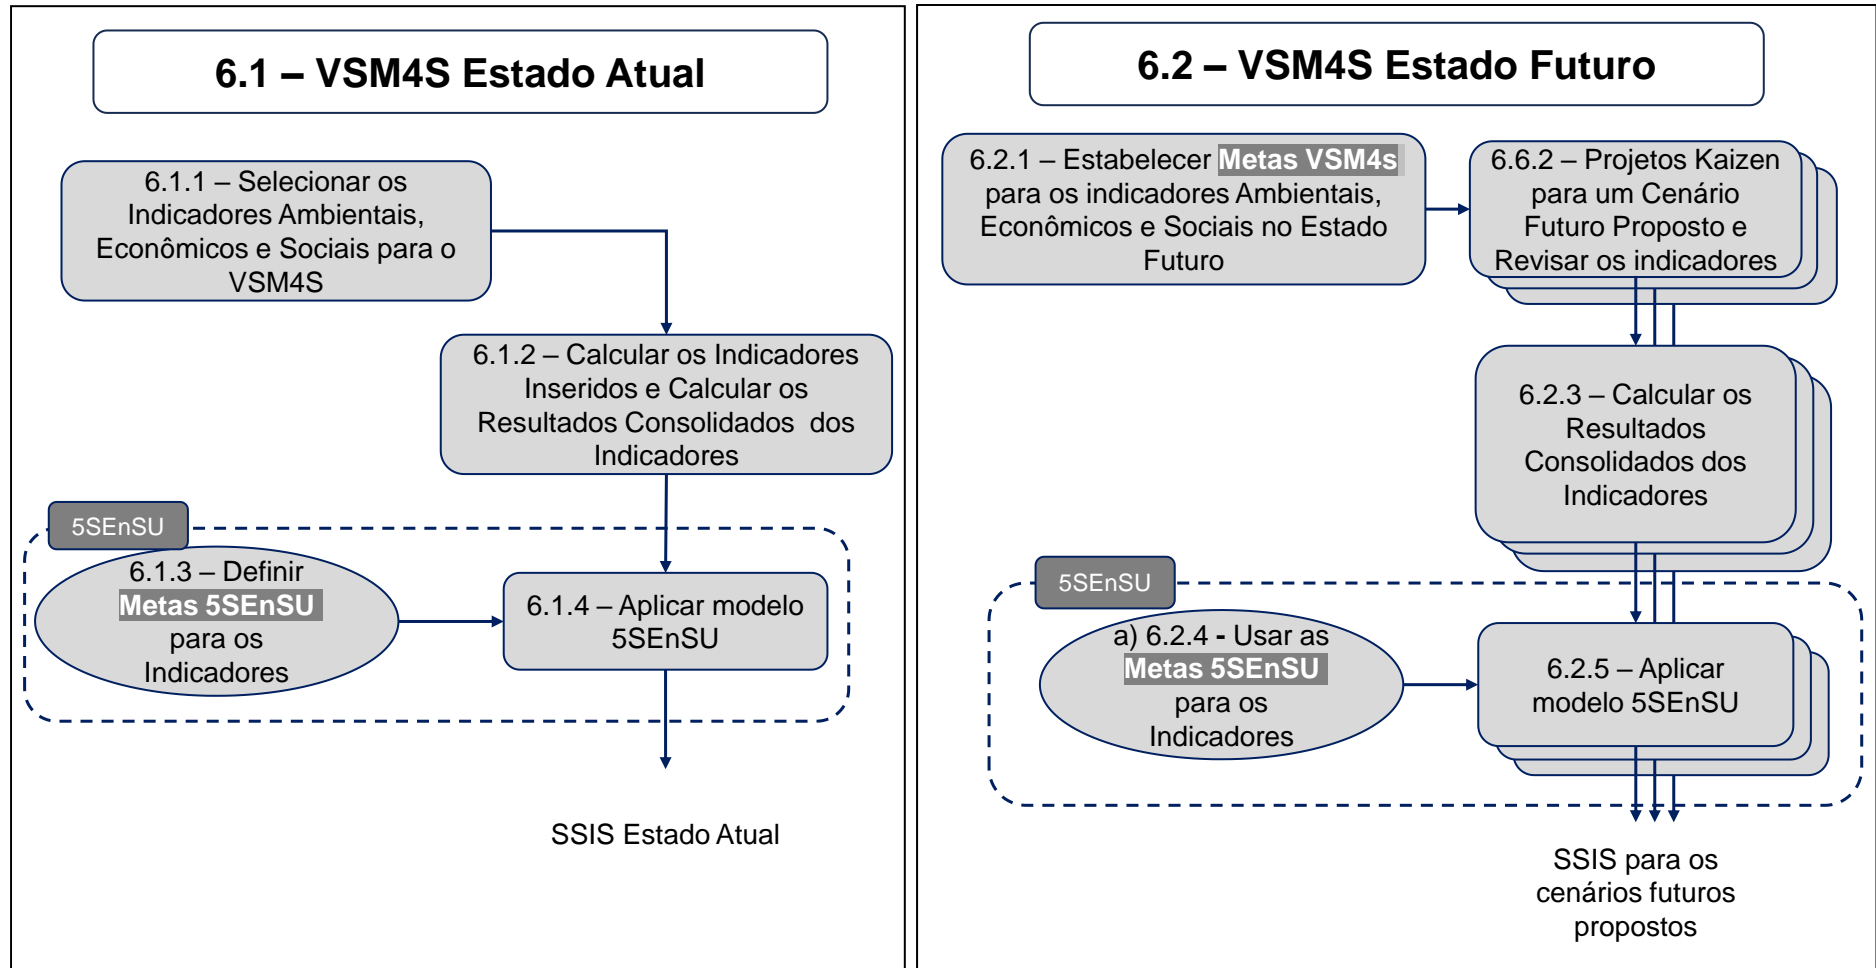 6.1 – VSM4S Estado Atual
6.1.1 – Selecionar os
Indicadores Ambientais,
Econômicos e Sociais para o
VSM4S
6.1.2 – Calcular os Indicadores
Inseridos e Calcular os
Resultados Consolidados dos
Indicadores
5SEnSU
6.1.3 – Definir
Metas 5SEnSU
para os
Indicadores
6.1.4 – Aplicar modelo
5SEnSU
SSIS Estado Atual
6.2 – VSM4S Estado Futuro
6.2.1 – Estabelecer Metas VSM4s
para os indicadores Ambientais,
Econômicos e Sociais no Estado
Futuro
6.6.2 – Projetos Kaizen
para um Cenário
Futuro Proposto e
Revisar os indicadores
6.2.3 – Calcular os
Resultados
Consolidados dos
Indicadores
5SEnSU
a) 6.2.4 - Usar as
Metas 5SEnSU
para os
Indicadores
6.2.5 – Aplicar
modelo 5SEnSU
SSIS para os
cenários futuros
propostos